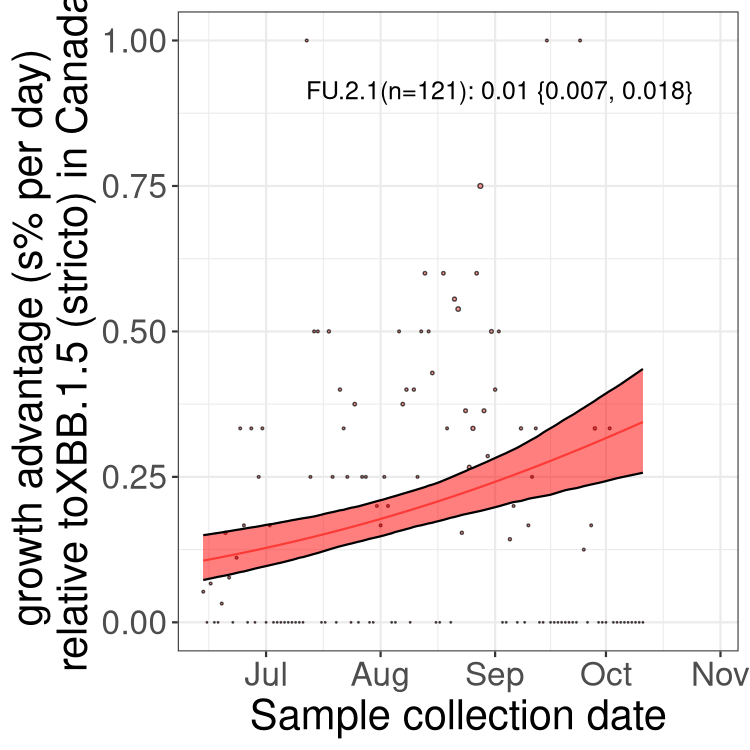 growth advantage (s% per day)
relative toXBB.1.5 (stricto) in Canada
1.00
0.75
0.50
0.25
0.00
FU.2.1(n=121): 0.01 {0.007, 0.018}
Jul Aug Sep Oct Nov
Sample collection date